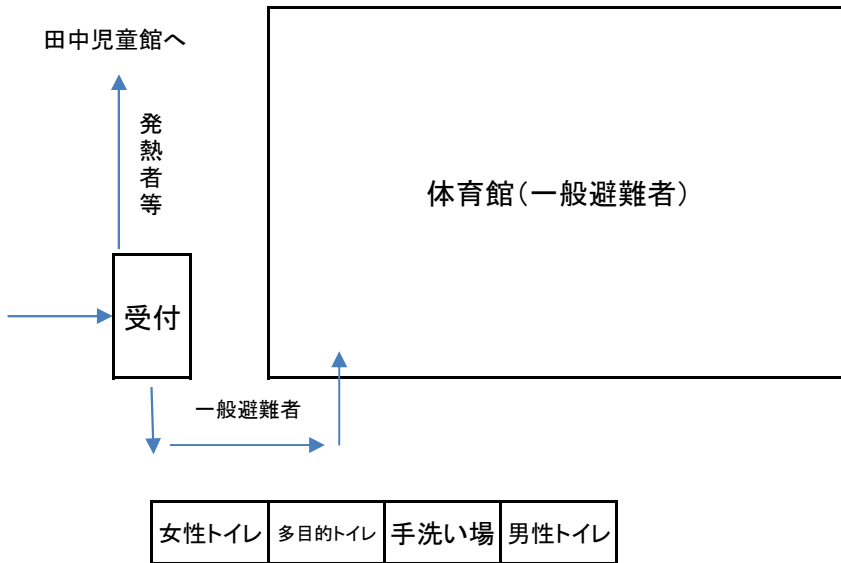 田中児童館へ
発熱者等
体育館(一般避難者)
受付
一般避難者
女性トイレ
多目的トイレ
手洗い場
男性トイレ